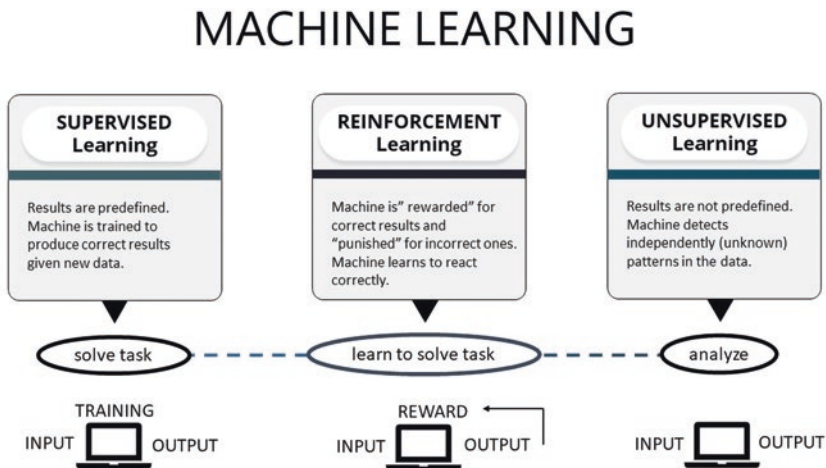 MACHINE LEARNING
SUPERVISED
Learning
Results are predefined.
Machine is trained to
produce correct results
given new data.
REINFORCEMENT
Learning
Machine is” rewarded” for
correct results and
“punished” for incorrect ones.
Machine learns to react
correctly.
UNSUPERVISED
Learning
Results are not predefined.
Machine detects
independently (unknown)
patterns in the data.
solve task
learn to solve task
analyze
TRAINING
INPUT
OUTPUT
REWARD
INPUT
OUTPUT
INPUT
OUTPUT